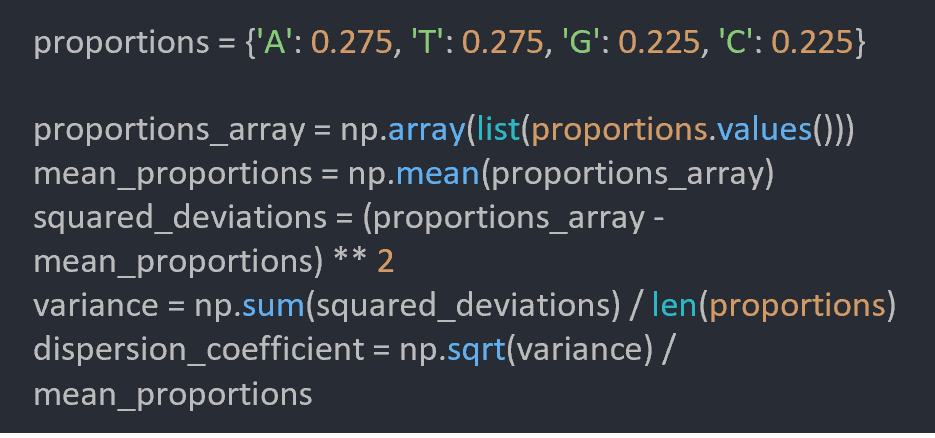 proportions = {'A': 0.275, 'T': 0.275, 'G': 0.225, 'C': 0.225}
proportions_array = np.array(list(proportions.values()))
mean_proportions = np.mean(proportions_array)
squared_deviations = (proportions_array -
mean_proportions) ** 2
variance = np.sum(squared_deviations) / len(proportions)
dispersion_coefficient = np.sqrt(variance) /
mean_proportions